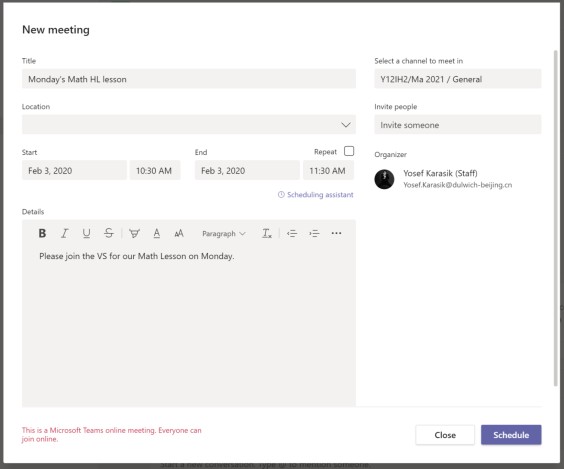 New meeting
Title
Monday's Math HL lesson
Select a channel to meet in
Y12IH2/Ma 2021 / General
Location
Invite people
Invite someone
Start
End
Repeat
Feb 3, 2020
10:30 AM
Feb 3, 2020
11:30 AM
Organizer
Yosef Karasik (Staff)
Yosef.Karasik@dulwich-beijing.cn
Scheduling assistant
Details
B I U S A AA Paragraph Tx
Please join the VS for our Math Lesson on Monday.
This is a Microsoft Teams online meeting. Everyone can
join online.
Close
Schedule